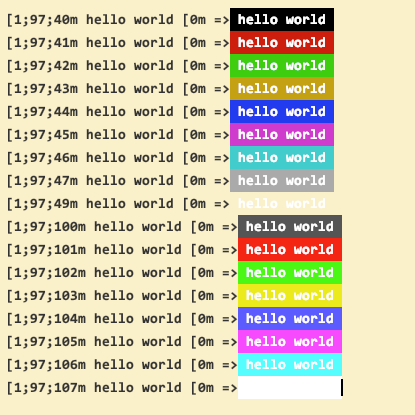 [1;97;40m hello world [0m => hello world
[1;97;41m hello world [0m => hello world
[1;97;42m hello world [0m => hello world
[1;97;43m hello world [0m => hello world
[1;97;44m hello world [0m => hello world
[1;97;45m hello world [0m => hello world
[1;97;46m hello world [0m => hello world
[1;97;47m hello world [0m => hello world
[1;97;49m hello world [0m => hello world
[1;97;100m hello world [0m => hello world
[1;97;101m hello world [0m => hello world
[1;97;102m hello world [0m => hello world
[1;97;103m hello world [0m => hello world
[1;97;104m hello world [0m => hello world
[1;97;105m hello world [0m => hello world
[1;97;106m hello world [0m => hello world
[1;97;107m hello world [0m =>